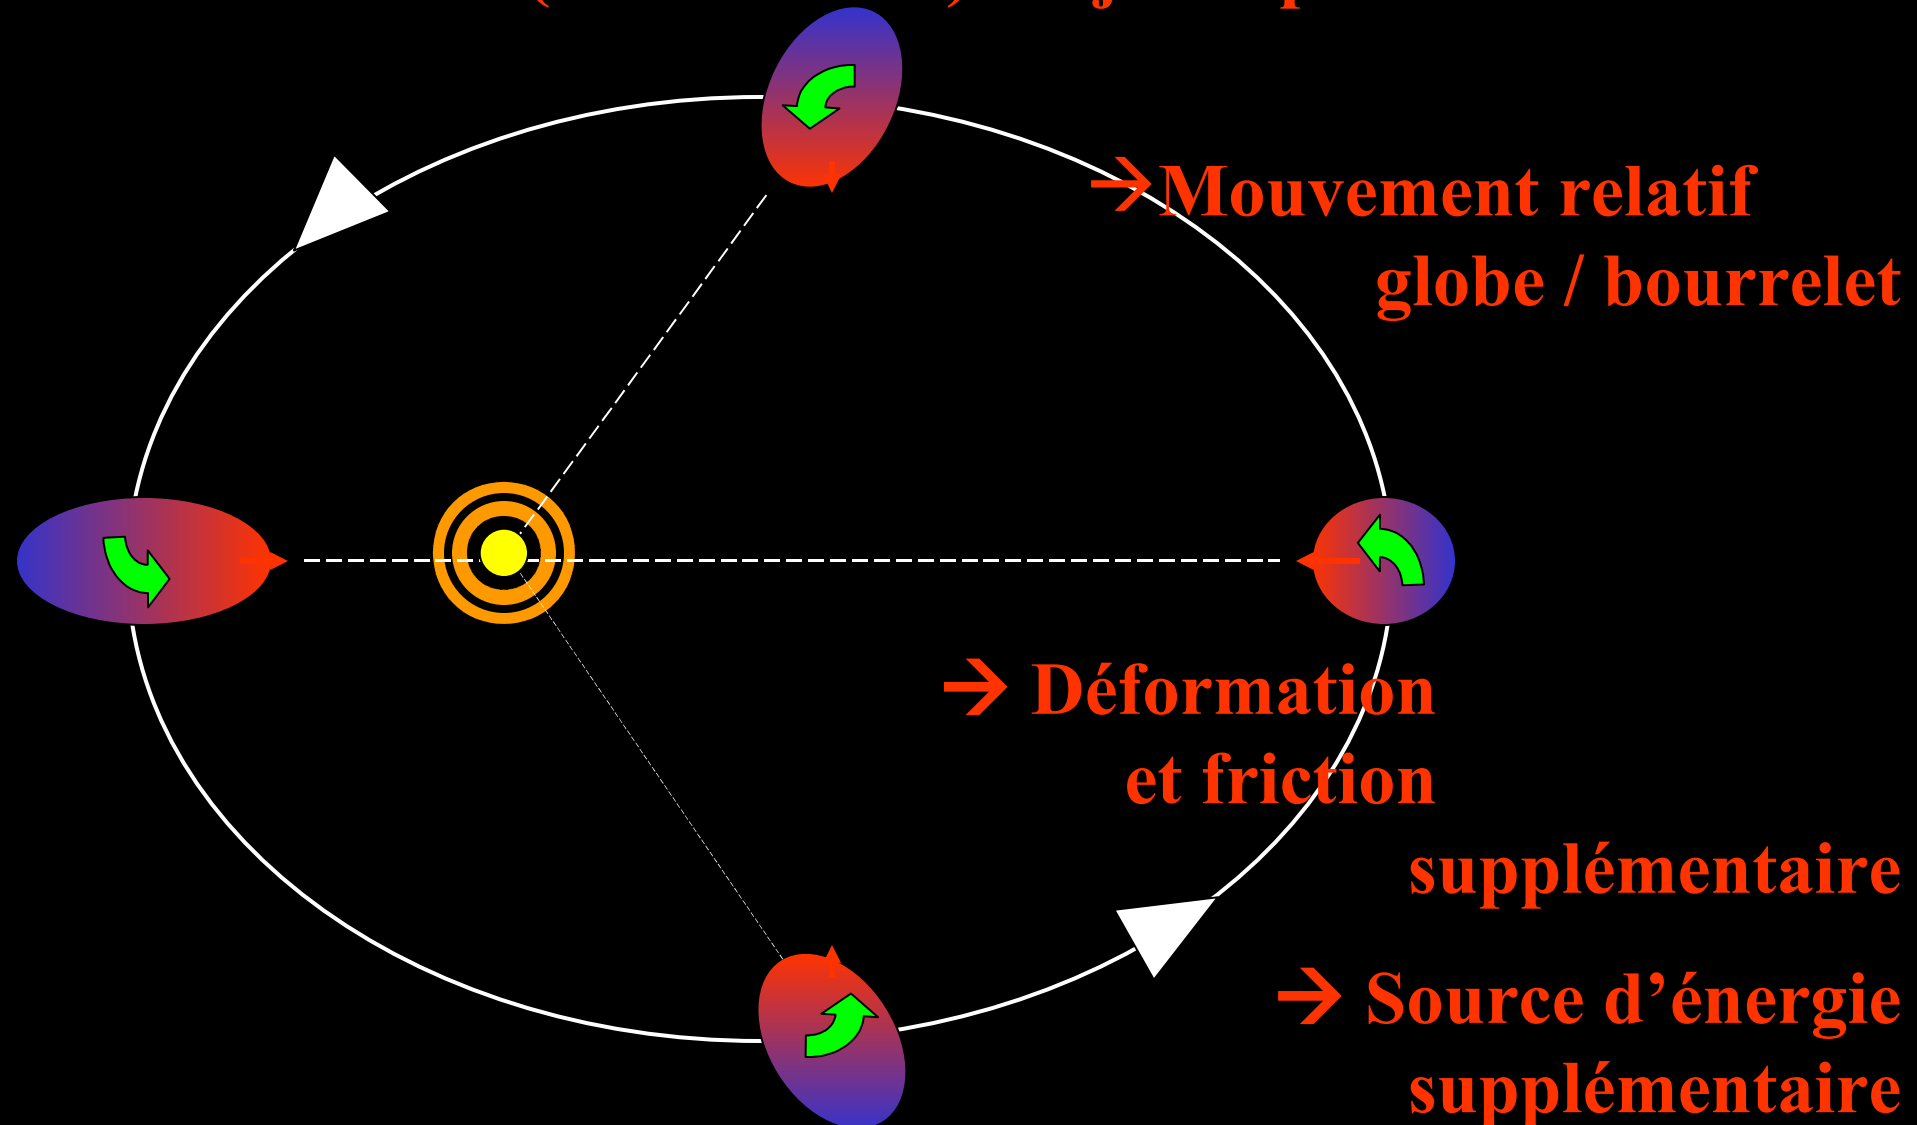 →Mouvement relatif
globe / bourrelet
→ Déformation
et friction
supplémentaire
→ Source d’énergie
supplémentaire